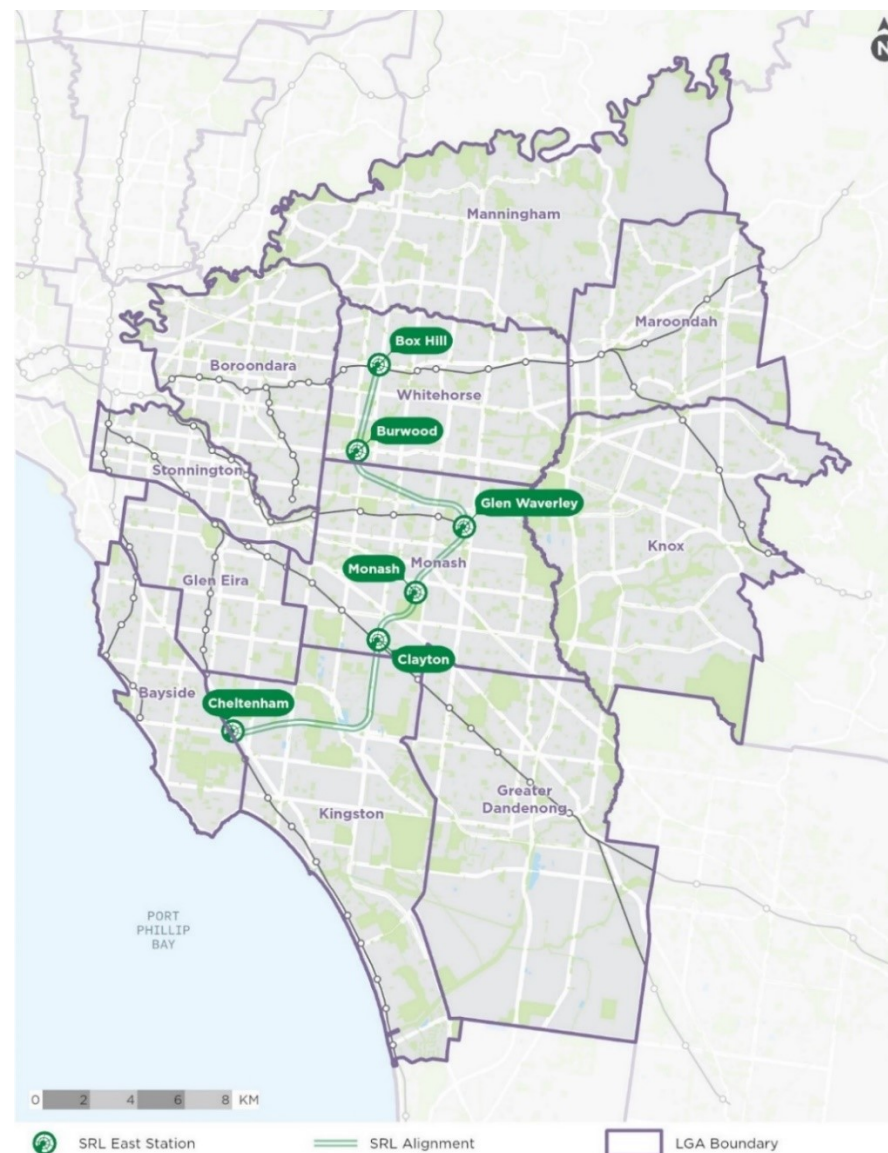 N
Manningham
Maroondah
Box Hill
Boroondara
Whitehorse
Burwood
Stonnington
Glen Waverley
Knox
Monash
Monash
Glen Eira
Clayton
Bayside
Cheltenham
Kingston
Greater
Dandenong
PORT
PHILLIP
BAY
0 2 4 6 8 KM
SRL East Station
SRL Alignment
LGA Boundary